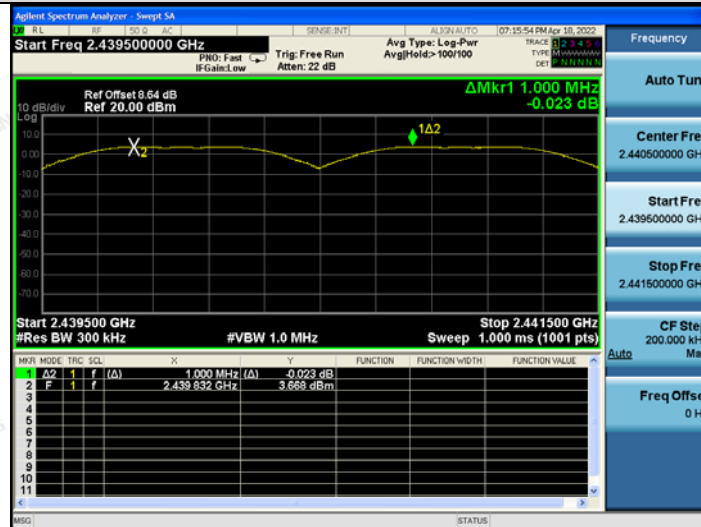 Agilent Spectrum Analyzer - Swept SA
RL RF 50 Ω AC SENSE:INT ALIGN AUTO 07:15:54 PM Apr 18, 2022
Start Freq 2.439500000 GHz
PNO: Fast
IFGain:Low
Trig: Free Run
Atten: 22 dB
Avg Type: Log-Pwr
Avg|Hold:>100/100
TRACE 1 2 3 4 5 6
TYPE
DET P N N N N N
10 dB/div
Log
Ref Offset 8.64 dB
Ref 20.00 dBm
ΔMkr1 1.000 MHz
-0.023 dB
10.0
0.00
-10.0
-20.0
-30.0
-40.0
-50.0
-60.0
-70.0
X2
1Δ2
Start 2.439500 GHz
Stop 2.441500 GHz
#Res BW 300 kHz #VBW 1.0 MHz Sweep 1.000 ms (1001 pts)
MKR MODE TRC SCL X Y FUNCTION FUNCTION WIDTH FUNCTION VALUE
1 Δ2 1 f (Δ) 1.000 MHz (Δ) -0.023 dB
2 F 1 f 2.439 832 GHz 3.668 dBm
3
4
5
6
7
8
9
10
11
MSG STATUS
Frequency
Auto Tun
Center Fre
2.440500000 GH
Start Fre
2.439500000 GH
Stop Fre
2.441500000 GH
CF Ste
200.000 kH
Auto Ma
Freq Offse
0 H